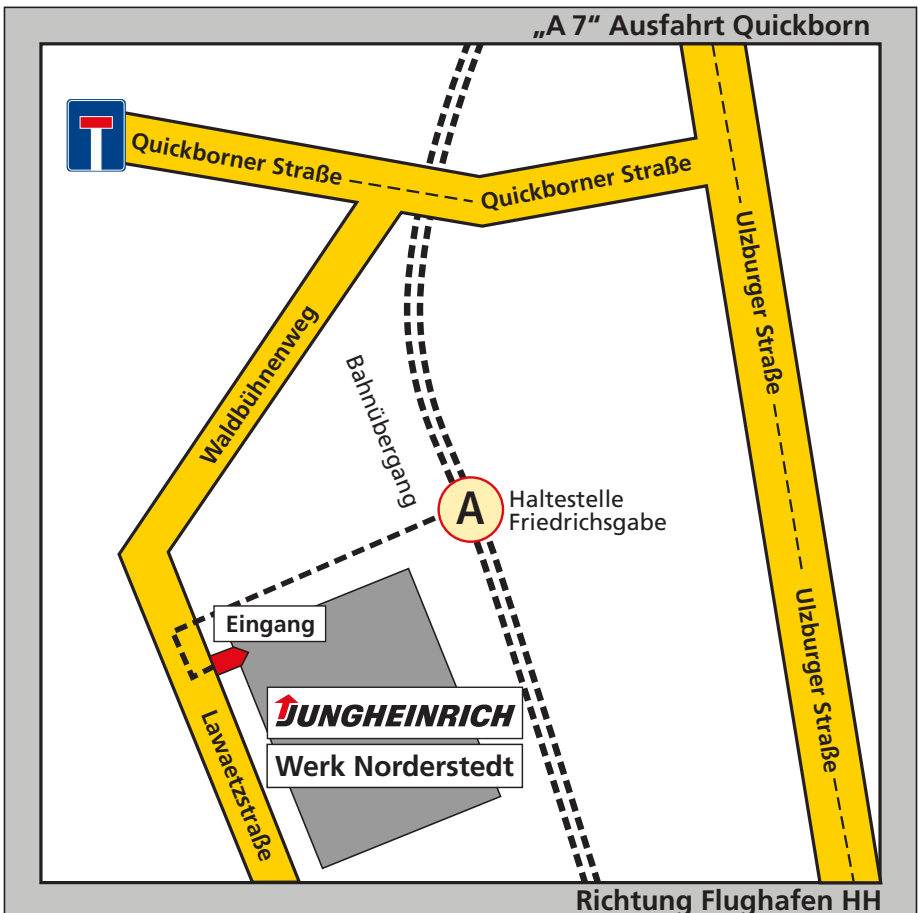 „A 7“ Ausfahrt Quickborn
Quickborner Straße
Quickborner Straße
Ulzburger Straße
Waldbühnenweg
Bahnübergang
A
Haltestelle
Friedrichsgabe
Ulzburger Straße
Eingang
JUNGHEINRICH
Werk Norderstedt
Lawaetzstraße
Richtung Flughafen HH